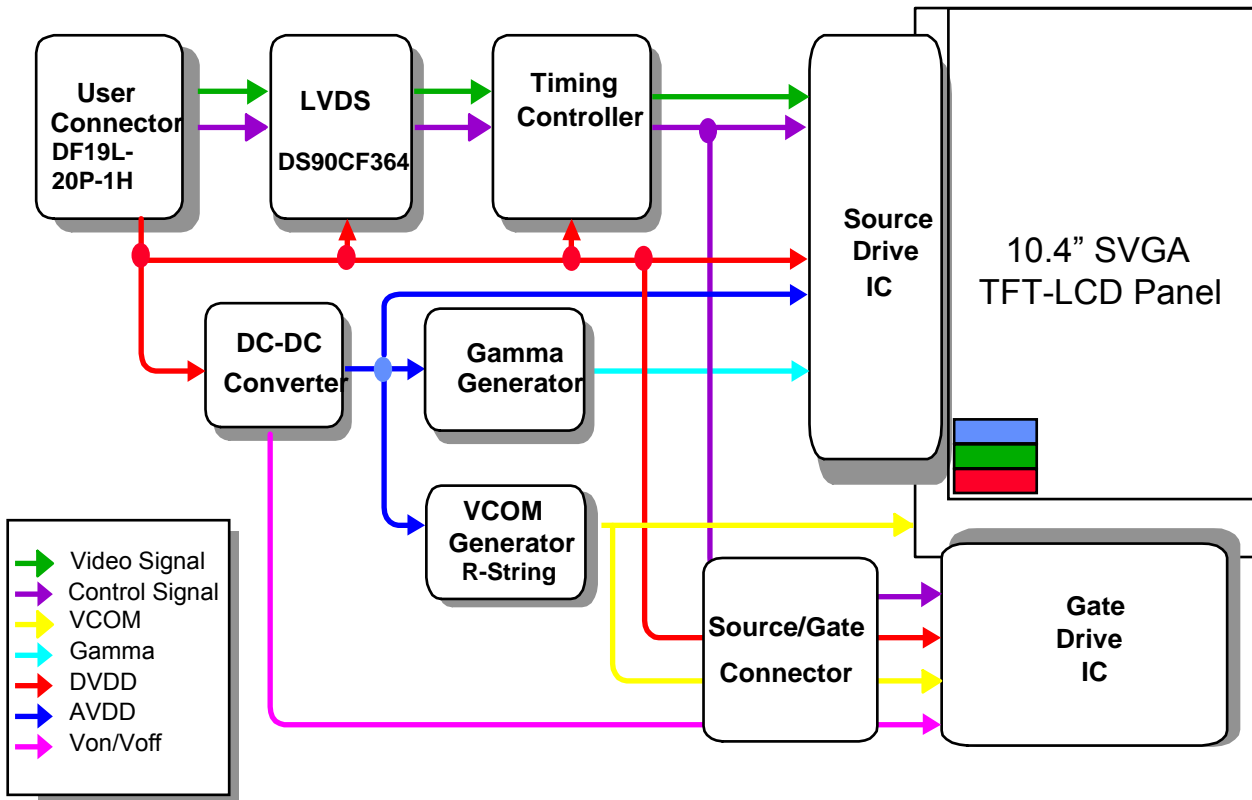 User
Connector
DF19L-
20P-1H
LVDS
DS90CF364
Timing
Controller
Source
Drive
IC
10.4” SVGA
TFT-LCD Panel
DC-DC
Converter
Gamma
Generator
VCOM
Generator
R-String
Source/Gate
Connector
Gate
Drive
IC
Video Signal
Control Signal
VCOM
Gamma
DVDD
AVDD
Von/Voff